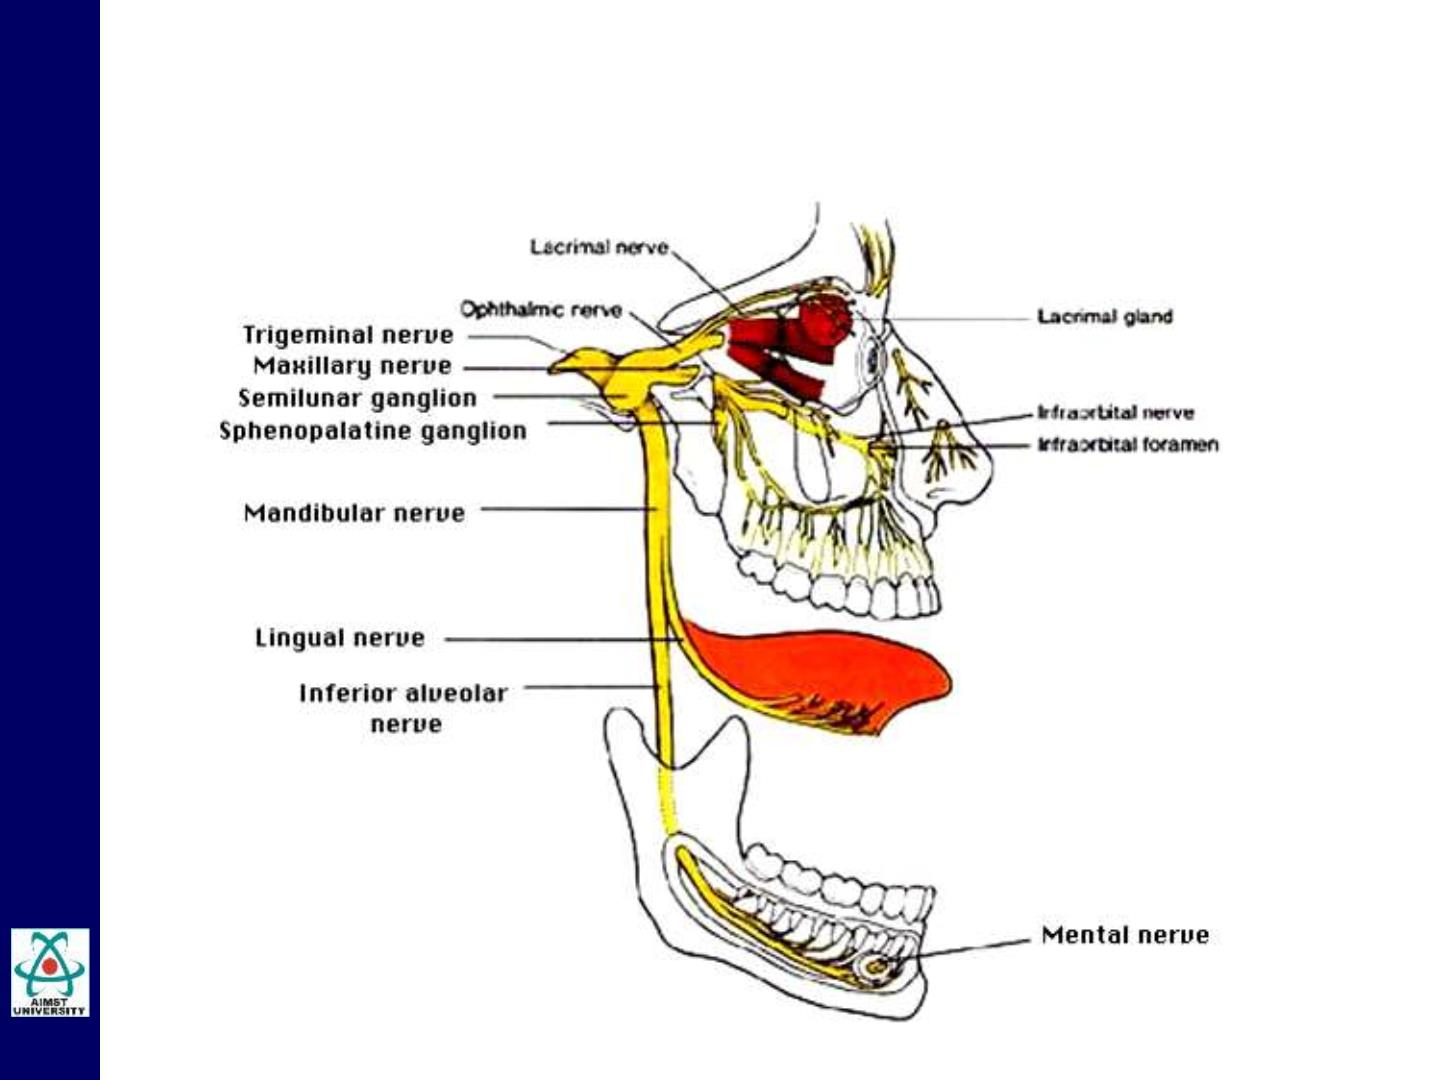 Lacrimal nerve
Ophthalmic nerve
Trigeminal nerve
Maxillary nerve
Semilunar ganglion
Sphenopalatine ganglion
Mandibular nerve
Lingual nerve
Inferior alveolar
nerve
Lacrimal gland
Infraorbital nerve
Infraorbital foramen
Mental nerve
AIMST
UNIVERSITY